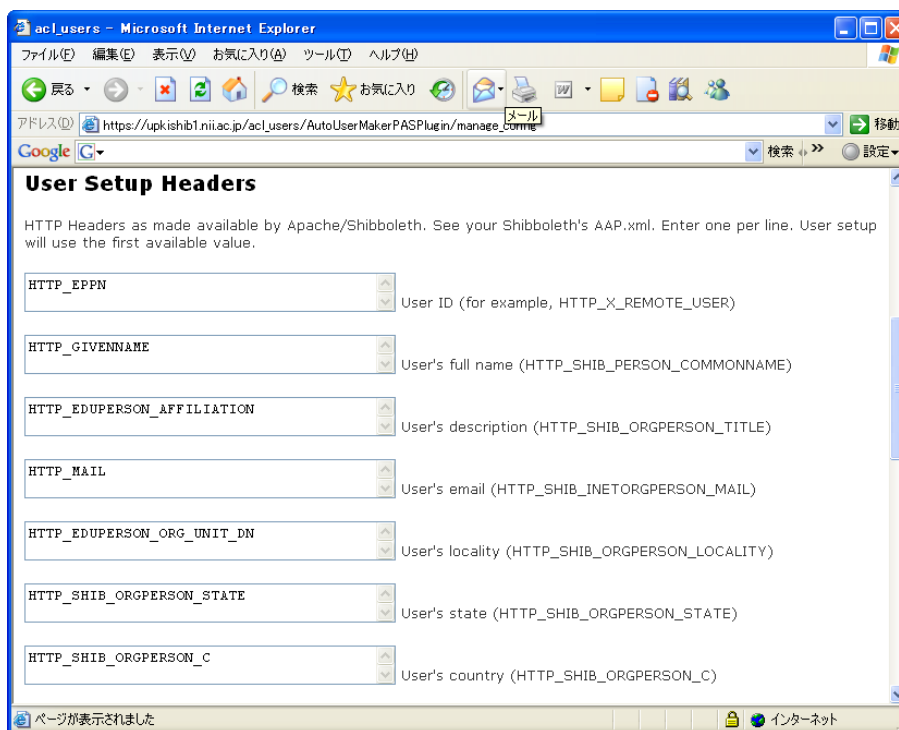 acl_users - Microsoft Internet Explorer
ファイル(F) 編集(E) 表示(V) お気に入り(A) ツール(T) ヘルプ(H)
戻る 検索 お気に入り
メール
アドレス(D) https://upkishib1.nii.ac.jp/acl_users/AutoUserMakerPASPlugin/manage_config 移動
Google G 検索 設定
User Setup Headers
HTTP Headers as made available by Apache/Shibboleth. See your Shibboleth's AAP.xml. Enter one per line. User setup
will use the first available value.
HTTP_EPPN
User ID (for example, HTTP_X_REMOTE_USER)
HTTP_GIVENNAME
User's full name (HTTP_SHIB_PERSON_COMMONNAME)
HTTP_EDUPERSON_AFFILIATION
User's description (HTTP_SHIB_ORGPERSON_TITLE)
HTTP_MAIL
User's email (HTTP_SHIB_INETORGPERSON_MAIL)
HTTP_EDUPERSON_ORG_UNIT_DN
User's locality (HTTP_SHIB_ORGPERSON_LOCALITY)
HTTP_SHIB_ORGPERSON_STATE
User's state (HTTP_SHIB_ORGPERSON_STATE)
HTTP_SHIB_ORGPERSON_C
User's country (HTTP_SHIB_ORGPERSON_C)
ページが表示されました インターネット